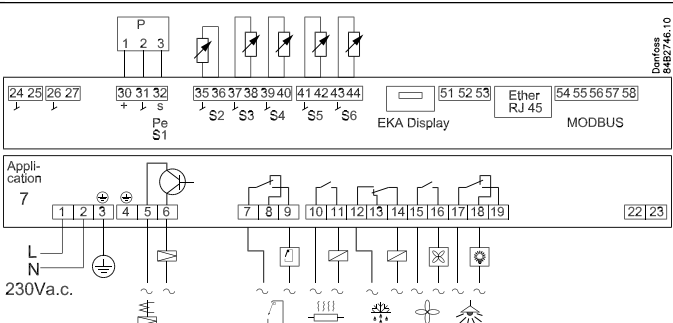 P
1 2 3
Danfoss
84B2746.10
24 25 26 27 30 31 32 35 36 37 38 39 40 41 42 43 44 51 52 53 Ether RJ 45 54 55 56 57 58
+ s S2 S3 S4 S5 S6
Pe
S1
EKA Display MODBUS
Appli-
cation
7
1 2 3 4 5 6 7 8 9 10 11 12 13 14 15 16 17 18 19 22 23
L
N
230Va.c.